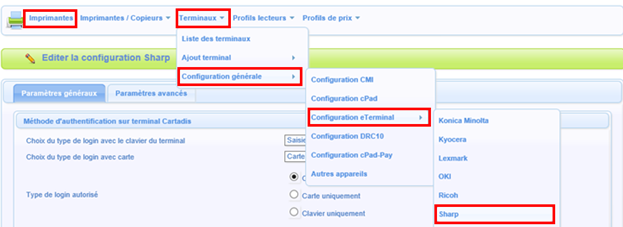 Imprimantes Imprimantes / Copieurs Terminaux Profils lecteurs Profils de prix
Liste des terminaux
Editer la configuration Sharp
Ajout terminal
Configuration générale
Configuration CMI
Paramètres généraux Paramètres avancés
Configuration cPad
Configuration eTerminal
Konica Minolta
Méthode d'authentification sur terminal Cartadis
Configuration DRC10
Kyocera
Choix du type de login avec le clavier du terminal
Choix du type de login avec carte
Carte
Configuration cPad-Pay
Lexmark
Autres appareils
OKI
Type de login autorisé
Carte uniquement
Ricoh
Clavier uniquement
Sharp